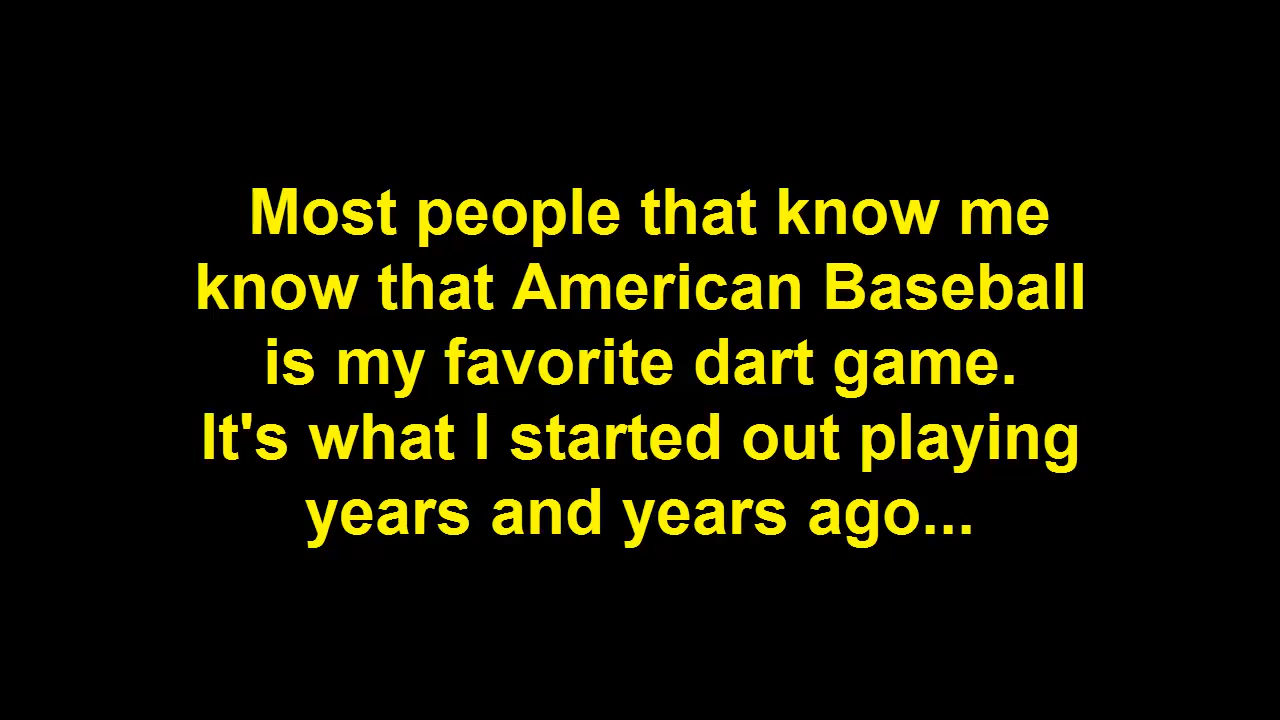 Most people that know me
know that American Baseball
is my favorite dart game.
It's what I started out playing
years and years ago...